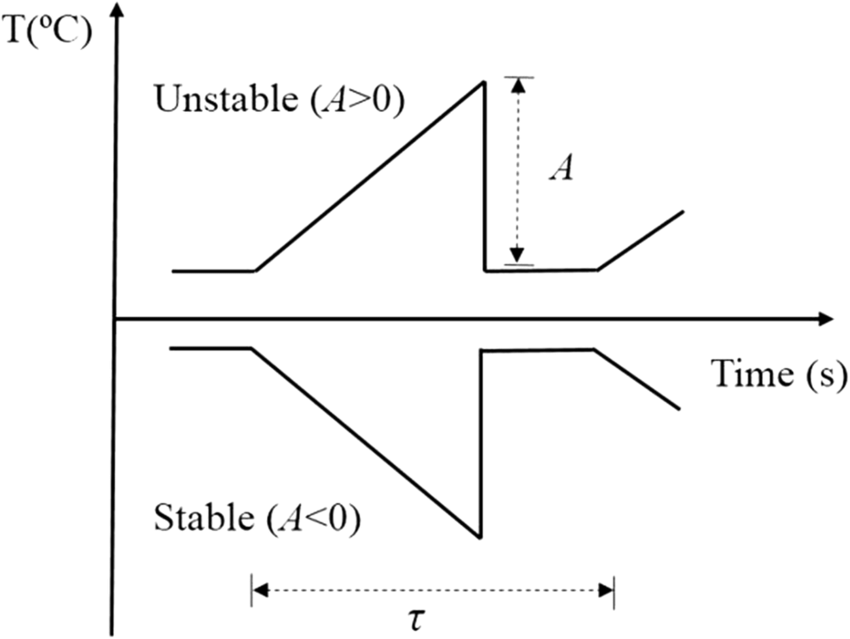 T(ºC)
Unstable (A>0)
A
Time (s)
Stable (A<0)
τ